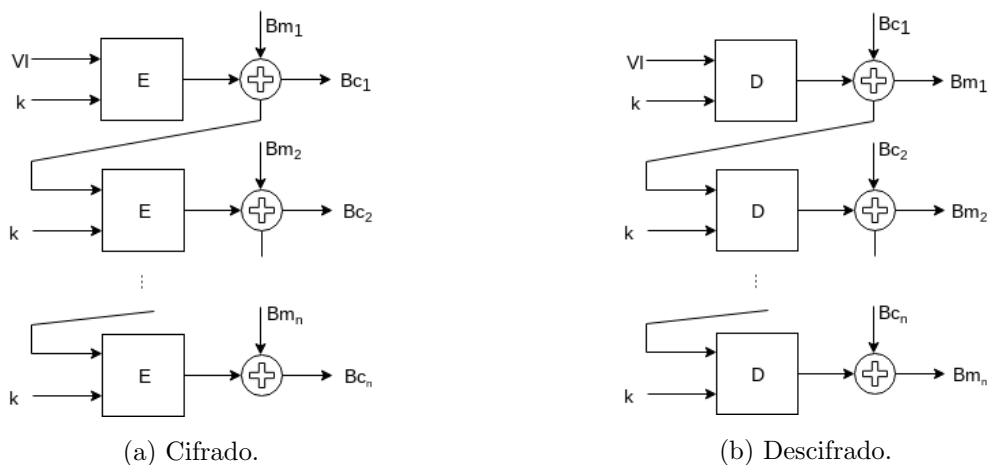 Bm1
VI
E
Bc1
k
Bm2
E
Bc2
k
Bmn
E
Bcn
k
(a) Cifrado.
Bc1
VI
D
Bm1
k
Bc2
D
Bm2
k
Bcn
D
Bmn
k
(b) Descifrado.